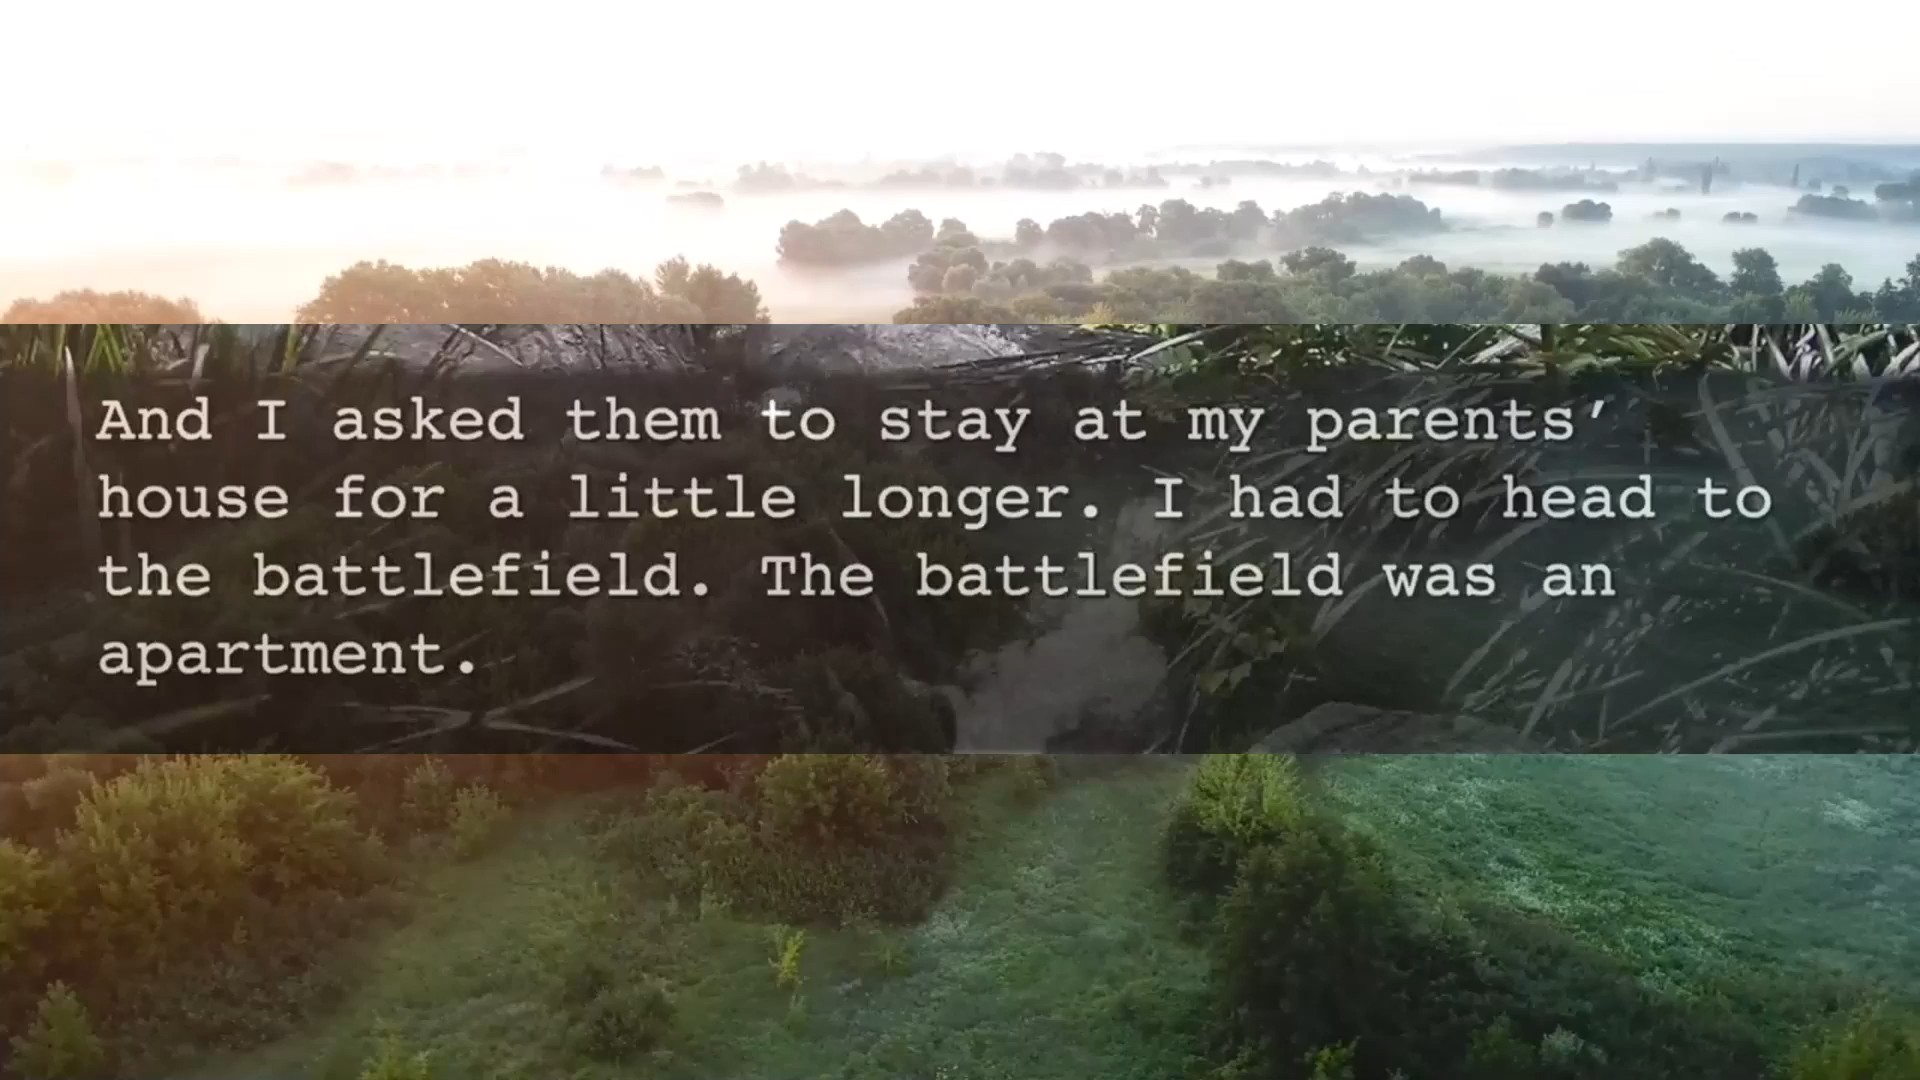 And I asked them to stay at my parents’
house for a little longer. I had to head to
the battlefield. The battlefield was an
apartment.